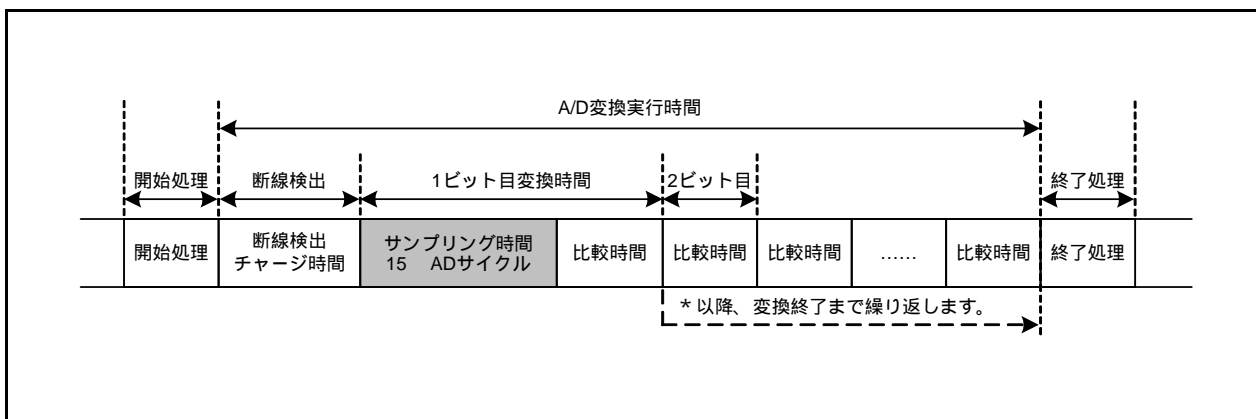 A/D変換実行時間
開始処理 断線検出 1ビット目変換時間 2ビット目 終了処理
開始処理 断線検出 チャージ時間 サンプリング時間 15 ADサイクル 比較時間 比較時間 比較時間 …… 比較時間 終了処理
*以降、変換終了まで繰り返します。